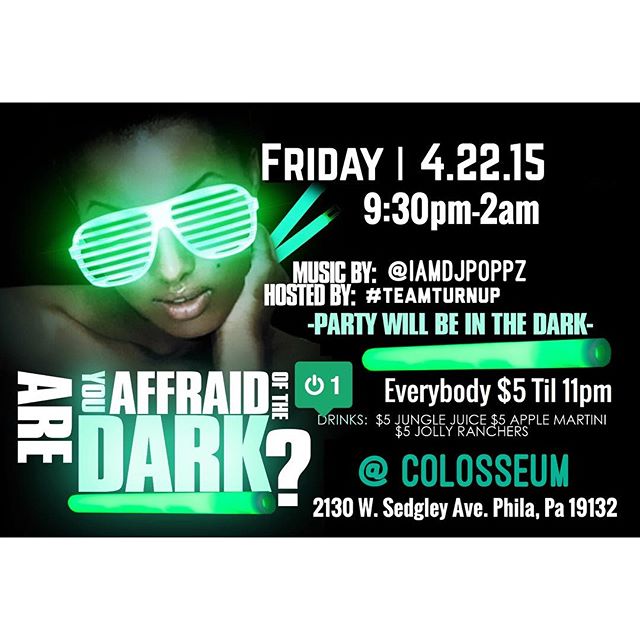 FRIDAY | 4.22.15
9:30pm-2am
MUSIC BY: @IAMDJPOPPZ
HOSTED BY: #TEAMTURNUP
-PARTY WILL BE IN THE DARK-
ARE
YOU AFFRAID OF THE
DARK?
1
Everybody $5 Til 11pm
DRINKS: $5 JUNGLE JUICE $5 APPLE MARTINI
$5 JOLLY RANCHERS
@ COLOSSEUM
2130 W. Sedgley Ave. Phila, Pa 19132